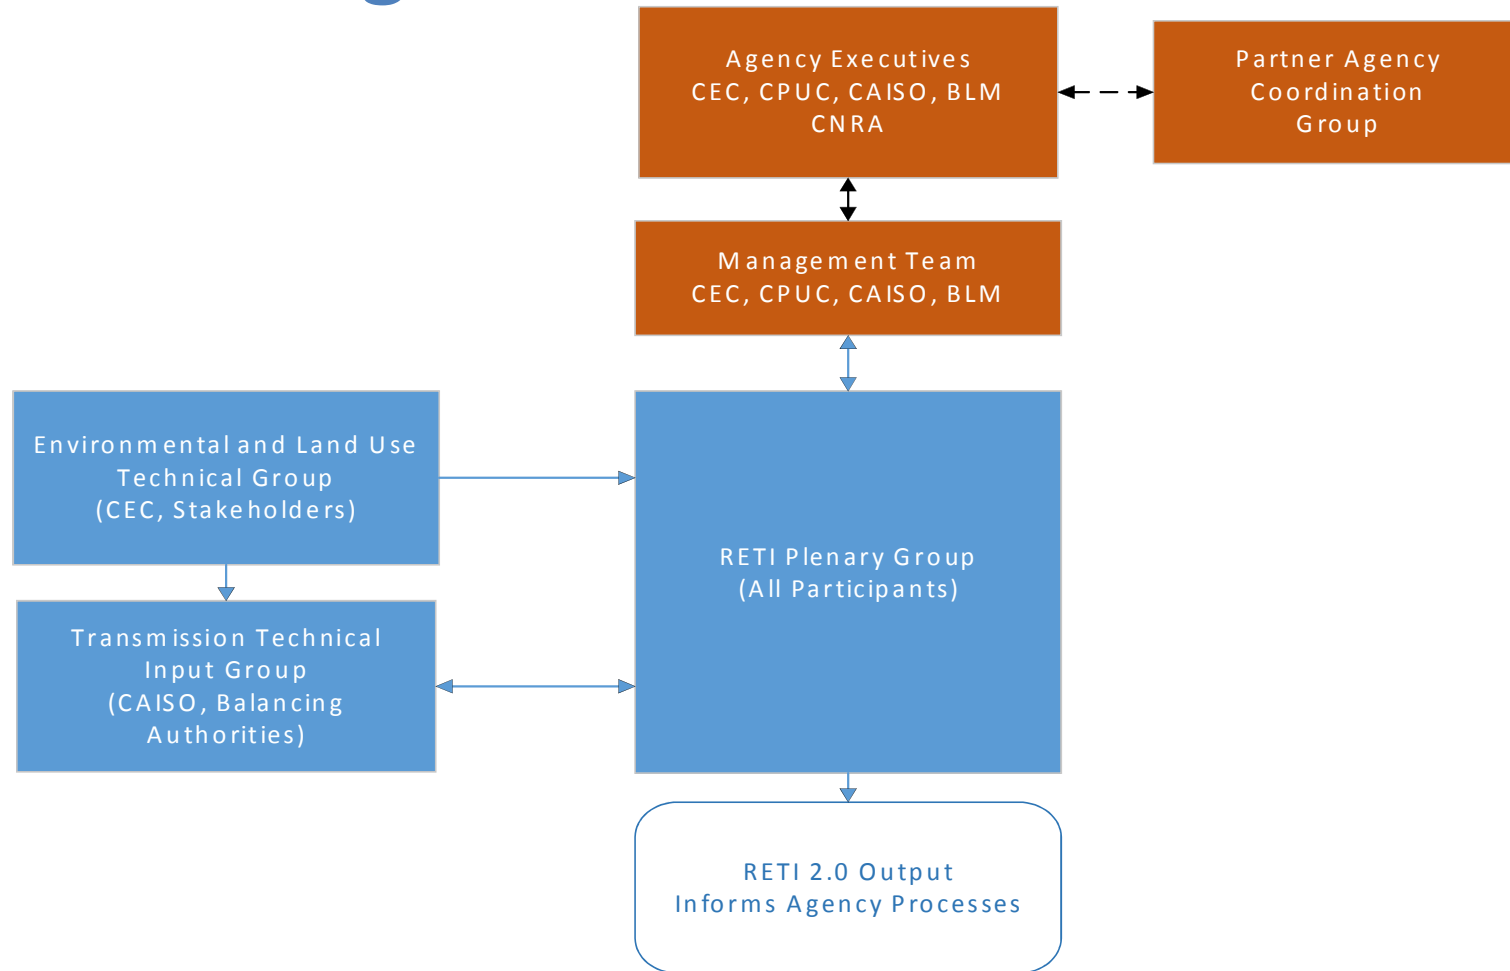 Agency Executives
CEC, CPUC, CAISO, BLM
CNRA
Partner Agency
Coordination
Group
Management Team
CEC, CPUC, CAISO, BLM
Environmental and Land Use
Technical Group
(CEC, Stakeholders)
RETI Plenary Group
(All Participants)
Transmission Technical
Input Group
(CAISO, Balancing
Authorities)
RETI 2.0 Output
Informs Agency Processes